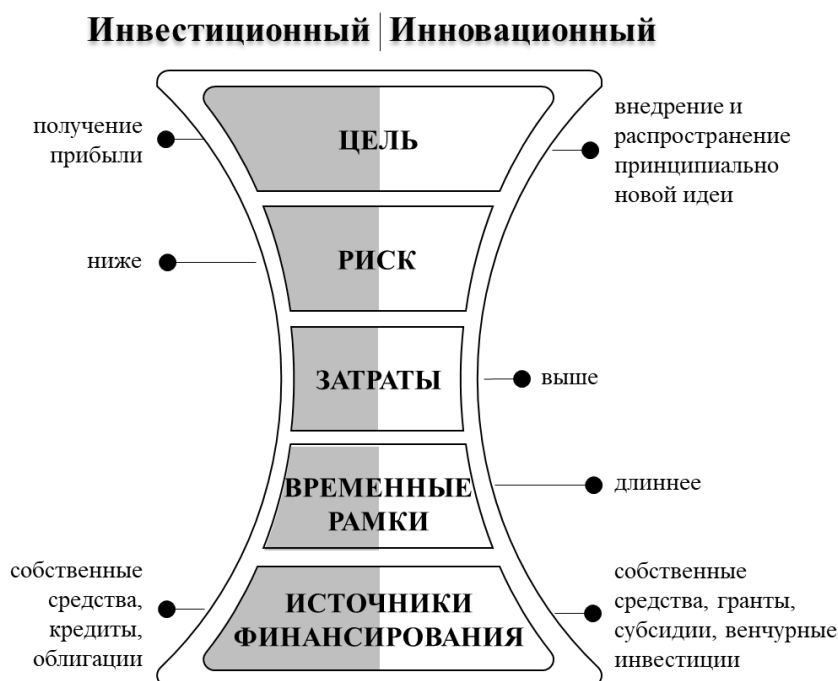 Инвестиционный | Инновационный
получение
прибыли
ЦЕЛЬ
внедрение и
распространение
принципиально
новой идеи
ниже
РИСК
ЗАТРАТЫ
выше
ВРЕМЕННЫЕ
РАМКИ
длиннее
собственные
средства,
кредиты,
облигации
ИСТОЧНИКИ
ФИНАНСИРОВАНИЯ
собственные
средства, гранты,
субсидии, венчурные
инвестиции